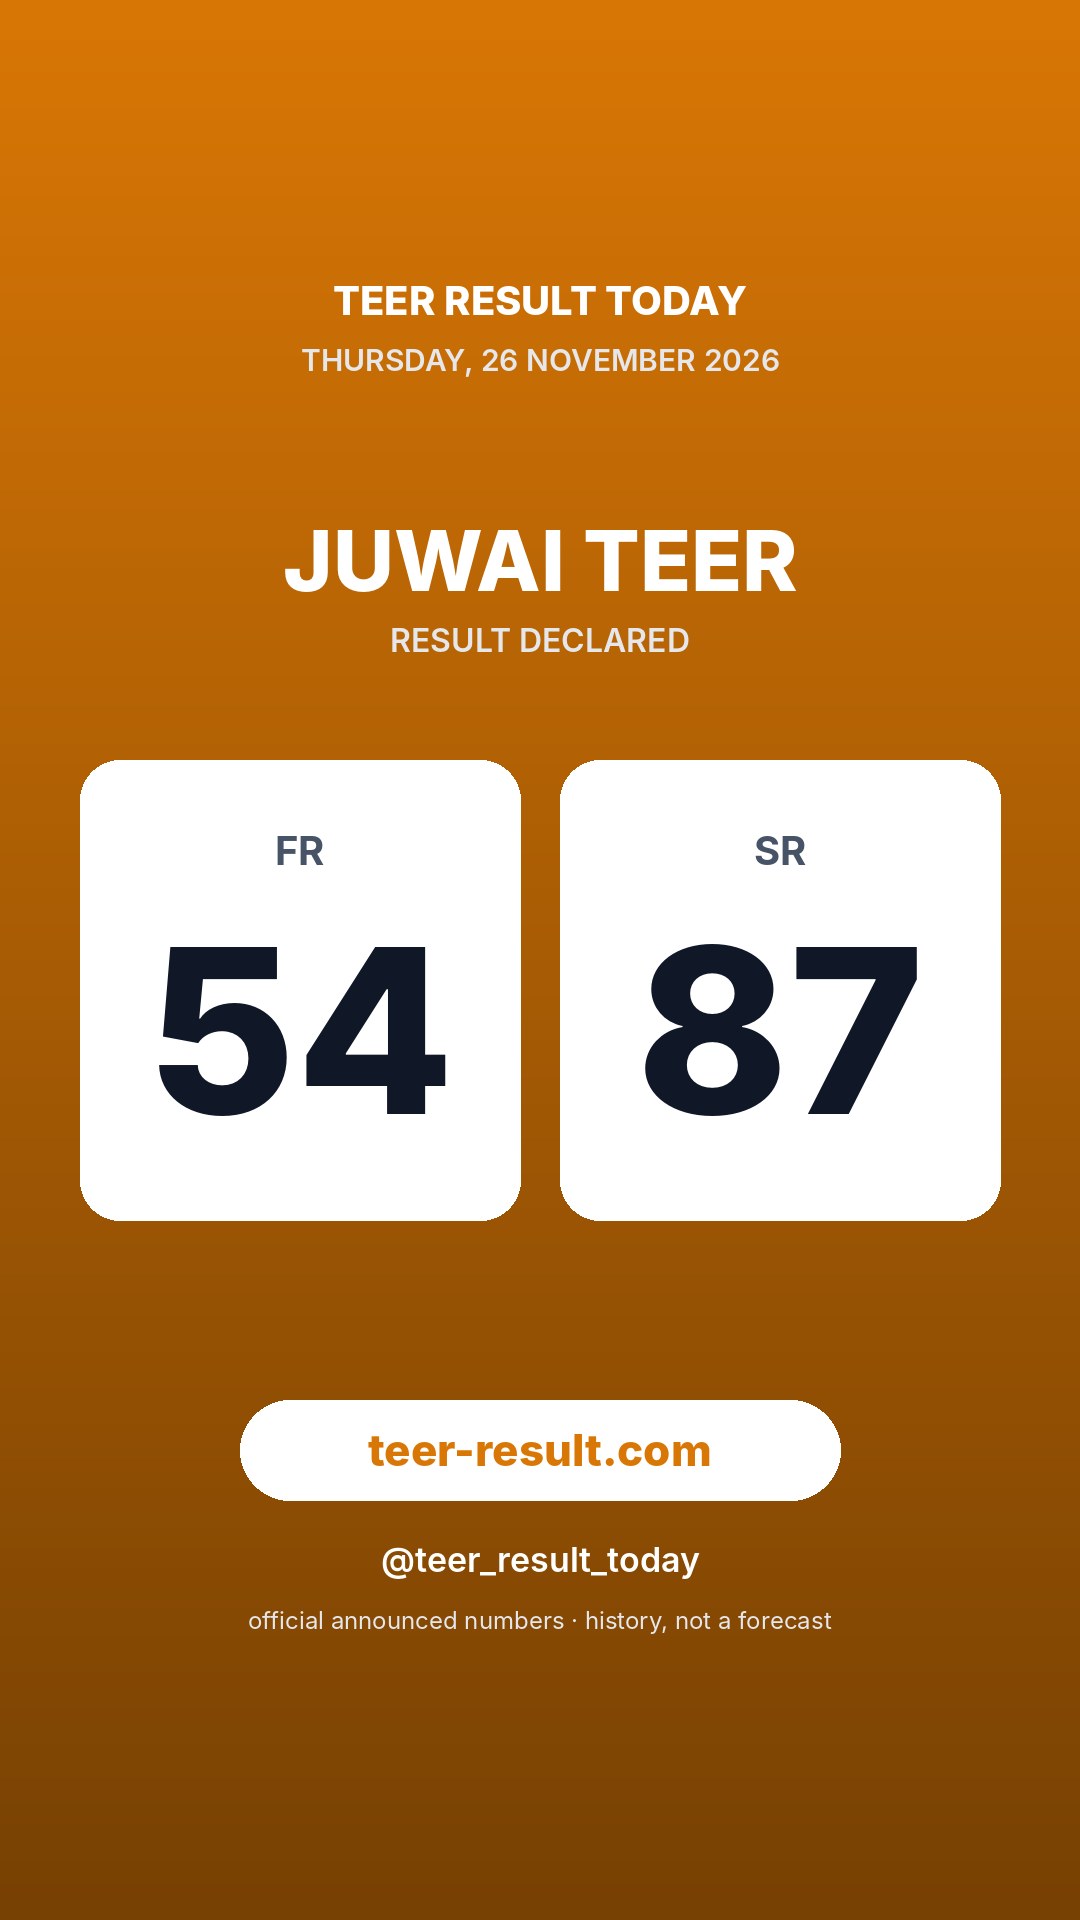 TEER RESULT TODAY
THURSDAY, 26 NOVEMBER 2026
JUWAI TEER
RESULT DECLARED
FR
54
SR
87
teer-result.com
@teer_result_today
official announced numbers · history, not a forecast